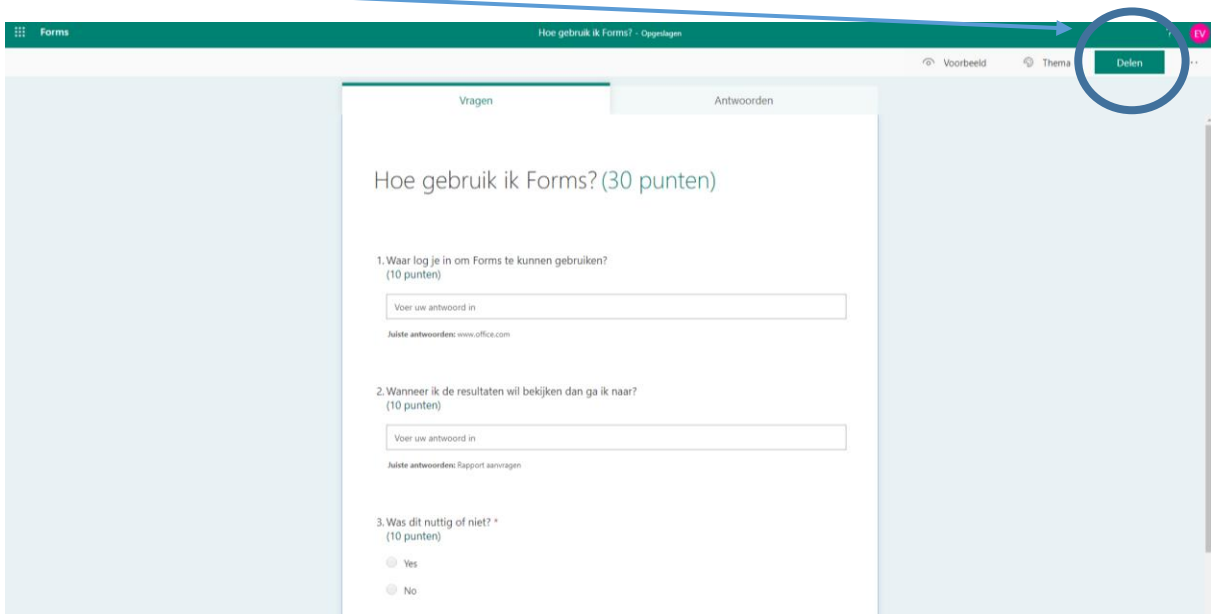 Forms
Hoe gebruik ik Forms? - Opgeslagen
? EV
Voorbeeld Thema Delen
Vragen Antwoorden
Hoe gebruik ik Forms? (30 punten)
1. Waar log je in om Forms te kunnen gebruiken?
(10 punten)
Voer uw antwoord in
Juiste antwoorden: www.office.com
2. Wanneer ik de resultaten wil bekijken dan ga ik naar?
(10 punten)
Voer uw antwoord in
Juiste antwoorden: Rapport aanvragen
3. Was dit nuttig of niet? *
(10 punten)
Yes
No